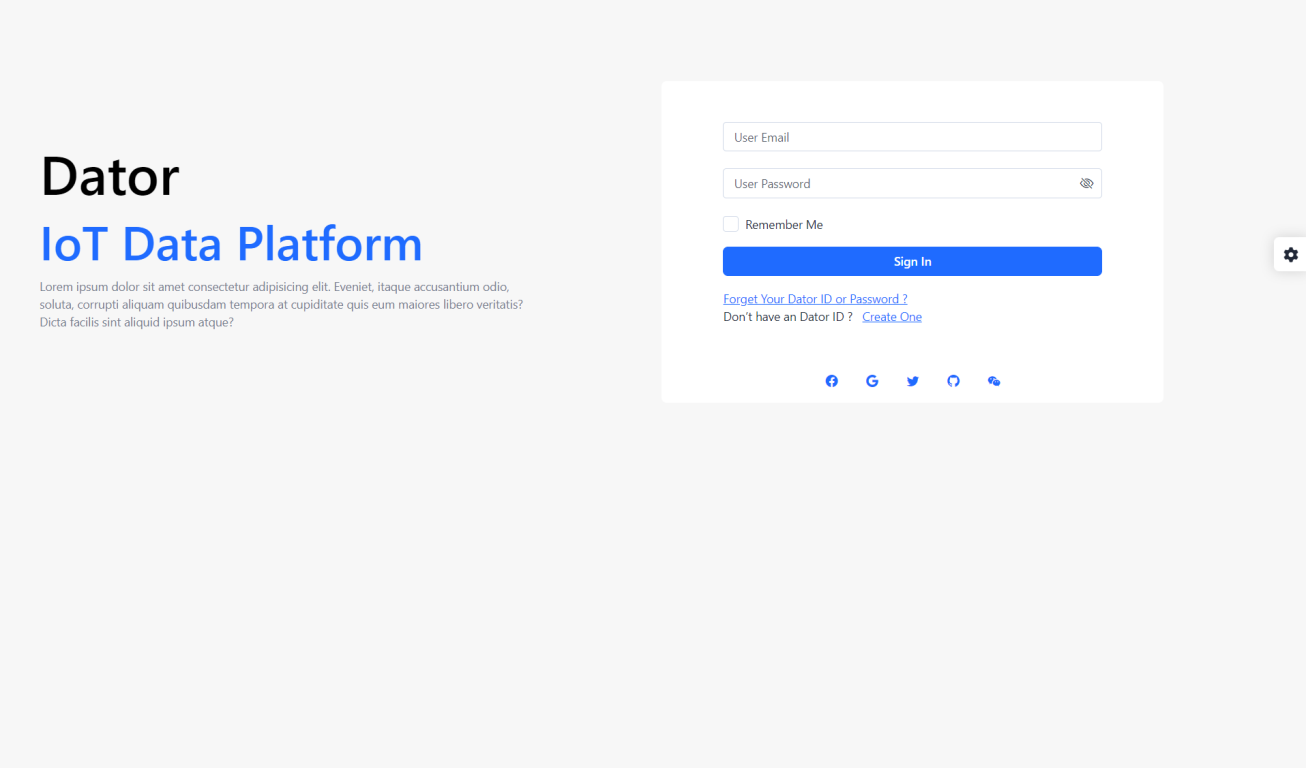 Dator
IoT Data Platform
Lorem ipsum dolor sit amet consectetur adipisicing elit. Eveniet, itaque accusantium odio,
soluta, corrupti aliquam quibusdam tempora at cupiditate quis eum maiores libero veritatis?
Dicta facilis sint aliquid ipsum atque?
User Email
User Password
Remember Me
Sign In
Forget Your Dator ID or Password ?
Don't have an Dator ID ? Create One